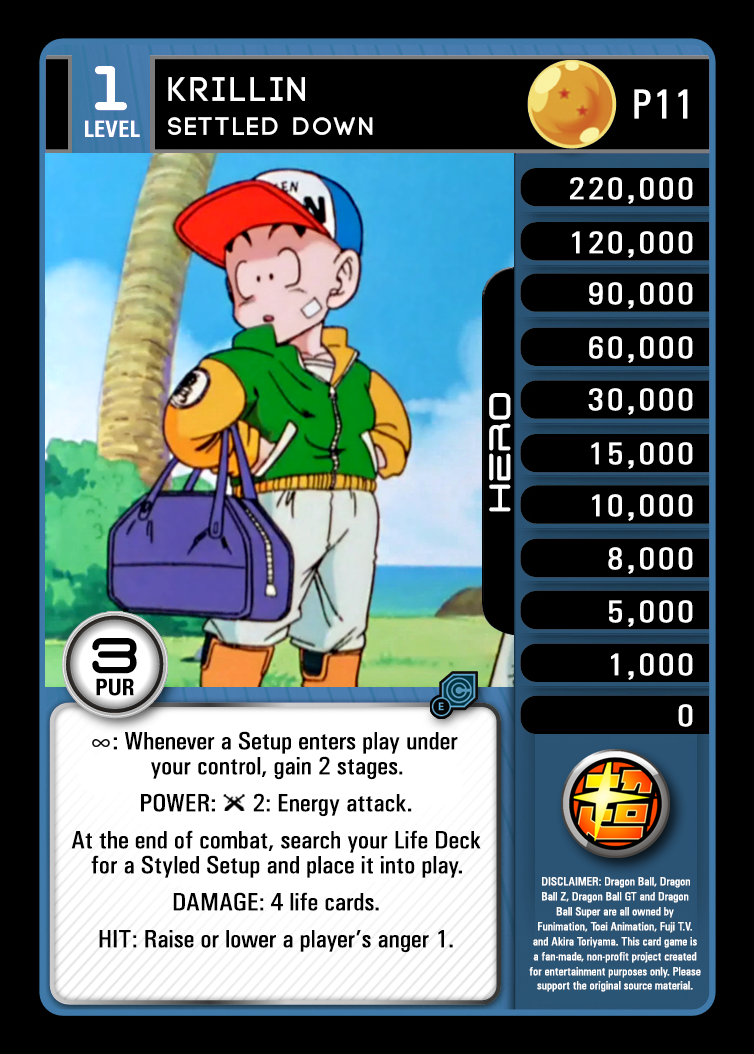 1
LEVEL
KRILLIN
SETTLED DOWN
P11
220,000
120,000
90,000
60,000
30,000
15,000
10,000
8,000
5,000
1,000
0
HERO
3
PUR
E
∞: Whenever a Setup enters play under
your control, gain 2 stages.
POWER: 2: Energy attack.
At the end of combat, search your Life Deck
for a Styled Setup and place it into play.
DAMAGE: 4 life cards.
HIT: Raise or lower a player's anger 1.
DISCLAIMER: Dragon Ball, Dragon
Ball Z, Dragon Ball GT and Dragon
Ball Super are all owned by
Funimation, Toei Animation, Fuji T.V.
and Akira Toriyama. This card game is
a fan-made, non-profit project created
for entertainment purposes only. Please
support the original source material.